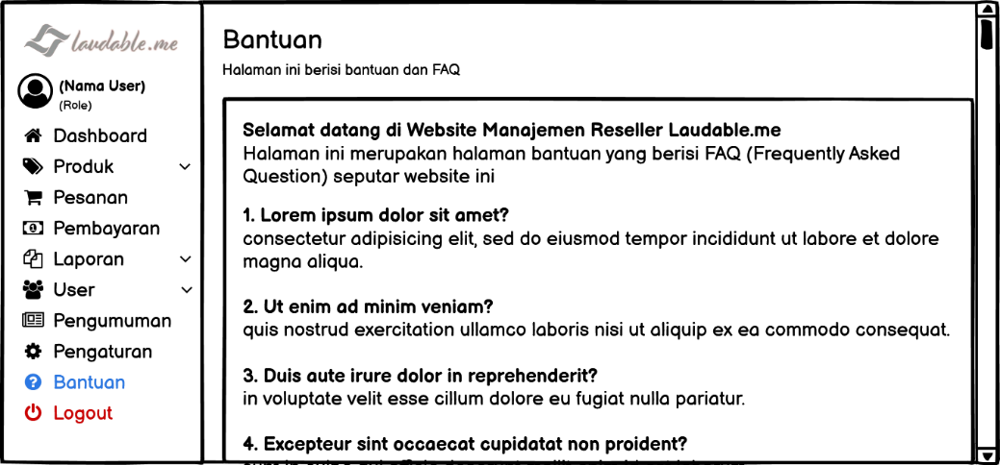 laudable.me
(Nama User)
(Role)
Dashboard
Produk
Pesanan
Pembayaran
Laporan
User
Pengumuman
Pengaturan
Bantuan
Logout
Bantuan
Halaman ini berisi bantuan dan FAQ
Selamat datang di Website Manajemen Reseller Laudable.me
Halaman ini merupakan halaman bantuan yang berisi FAQ (Frequently Asked
Question) seputar website ini
1. Lorem ipsum dolor sit amet?
consectetur adipisicing elit, sed do eiusmod tempor incididunt ut labore et dolore
magna aliqua.
2. Ut enim ad minim veniam?
quis nostrud exercitation ullamco laboris nisi ut aliquip ex ea commodo consequat.
3. Duis aute irure dolor in reprehenderit?
in voluptate velit esse cillum dolore eu fugiat nulla pariatur.
4. Excepteur sint occaecat cupidatat non proident?